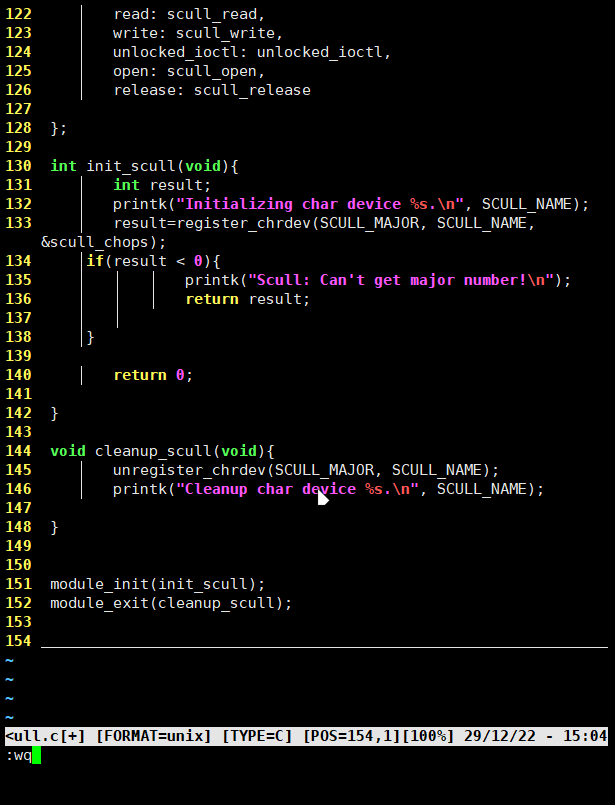 122 read: scull_read,
123 write: scull_write,
124 unlocked_ioctl: unlocked_ioctl,
125 open: scull_open,
126 release: scull_release
127
128 };
129
130 int init_scull(void){
131 int result;
132 printk("Initializing char device %s.\n", SCULL_NAME);
133 result=register_chrdev(SCULL_MAJOR, SCULL_NAME,
&scull_chops);
134 if(result < 0){
135 printk("Scull: Can't get major number!\n");
136 return result;
137
138 }
139
140 return 0;
141
142 }
143
144 void cleanup_scull(void){
145 unregister_chrdev(SCULL_MAJOR, SCULL_NAME);
146 printk("Cleanup char device %s.\n", SCULL_NAME);
147
148 }
149
150
151 module_init(init_scull);
152 module_exit(cleanup_scull);
153
154
~
~
~
~
<ull.c[+] [FORMAT=unix] [TYPE=C] [POS=154,1][100%] 29/12/22 - 15:04
:wq